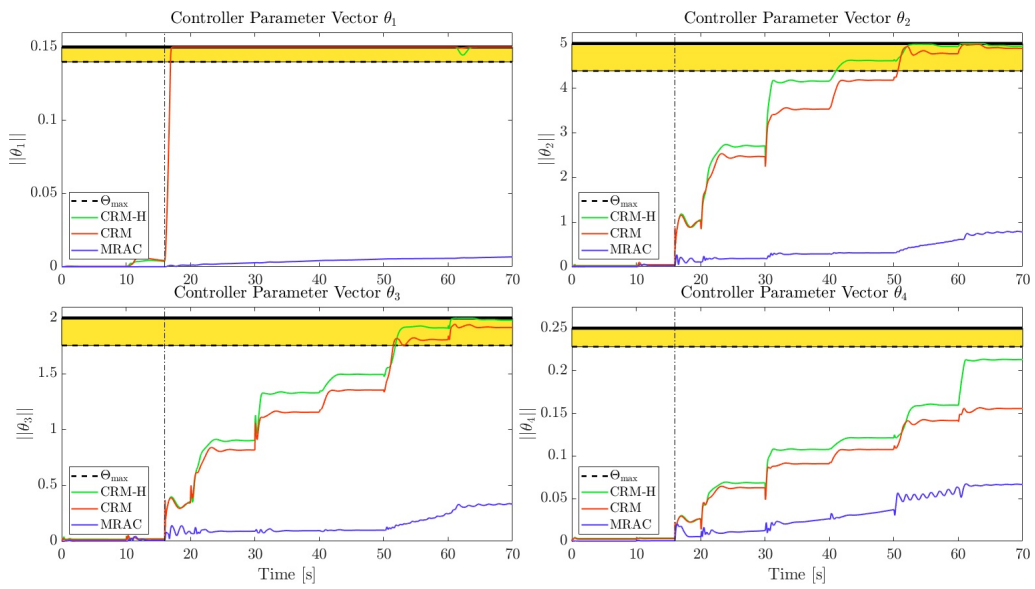 Controller Parameter Vector θ₁
||θ₁||
0.15
0.1
0.05
0
Θmax
CRM-H
CRM
MRAC
0 10 20 30 40 50 60 70
Controller Parameter Vector θ₂
||θ₂||
5
4
3
2
1
0
Θmax
CRM-H
CRM
MRAC
0 10 20 30 40 50 60 70
Controller Parameter Vector θ₃
||θ₃||
2
1.5
1
0.5
0
Θmax
CRM-H
CRM
MRAC
0 10 20 30 40 50 60 70
Time [s]
Controller Parameter Vector θ₄
||θ₄||
0.25
0.2
0.15
0.1
0.05
0
Θmax
CRM-H
CRM
MRAC
0 10 20 30 40 50 60 70
Time [s]